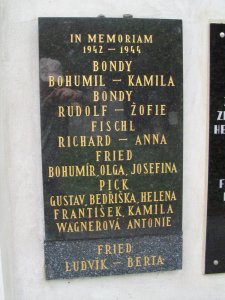 IN MEMORIAM
1942 – 1944
BONDY
BOHUMIL – KAMILA
BONDY
RUDOLF – ŽOFIE
FISCHL
RICHARD – ANNA
FRIED
BOHUMÍR, OLGA, JOSEFINA
PICK
GUSTAV, BEDŘIŠKA, HELENA
FRANTIŠEK, KAMILA
WAGNEROVÁ ANTONIE
FRIED
LUDVÍK – BERTA